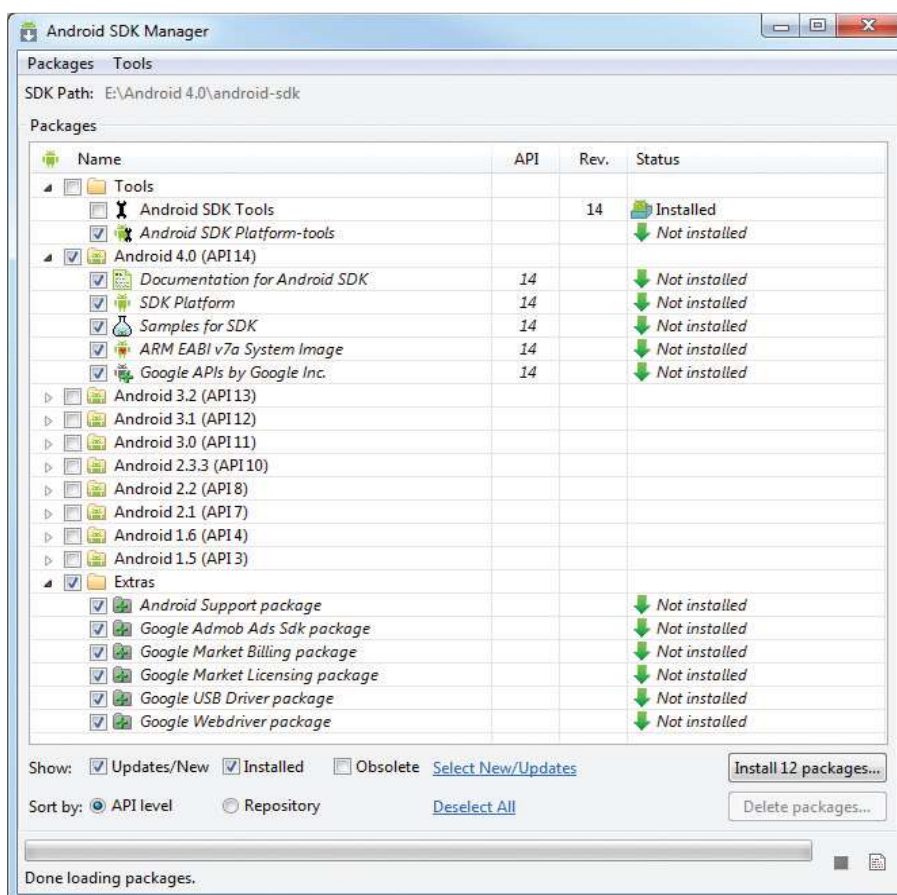 Android SDK Manager
Packages Tools
SDK Path: E:\Android 4.0\android-sdk
Packages
Name API Rev. Status
Tools
Android SDK Tools 14 Installed
Android SDK Platform-tools Not installed
Android 4.0 (API 14)
Documentation for Android SDK 14 Not installed
SDK Platform 14 Not installed
Samples for SDK 14 Not installed
ARM EABI v7a System Image 14 Not installed
Google APIs by Google Inc. 14 Not installed
Android 3.2 (API 13)
Android 3.1 (API 12)
Android 3.0 (API 11)
Android 2.3.3 (API 10)
Android 2.2 (API 8)
Android 2.1 (API 7)
Android 1.6 (API 4)
Android 1.5 (API 3)
Extras
Android Support package Not installed
Google Admob Ads Sdk package Not installed
Google Market Billing package Not installed
Google Market Licensing package Not installed
Google USB Driver package Not installed
Google Webdriver package Not installed
Show: Updates/New Installed Obsolete Select New/Updates Install 12 packages...
Sort by: API level Repository Deselect All Delete packages...
Done loading packages.